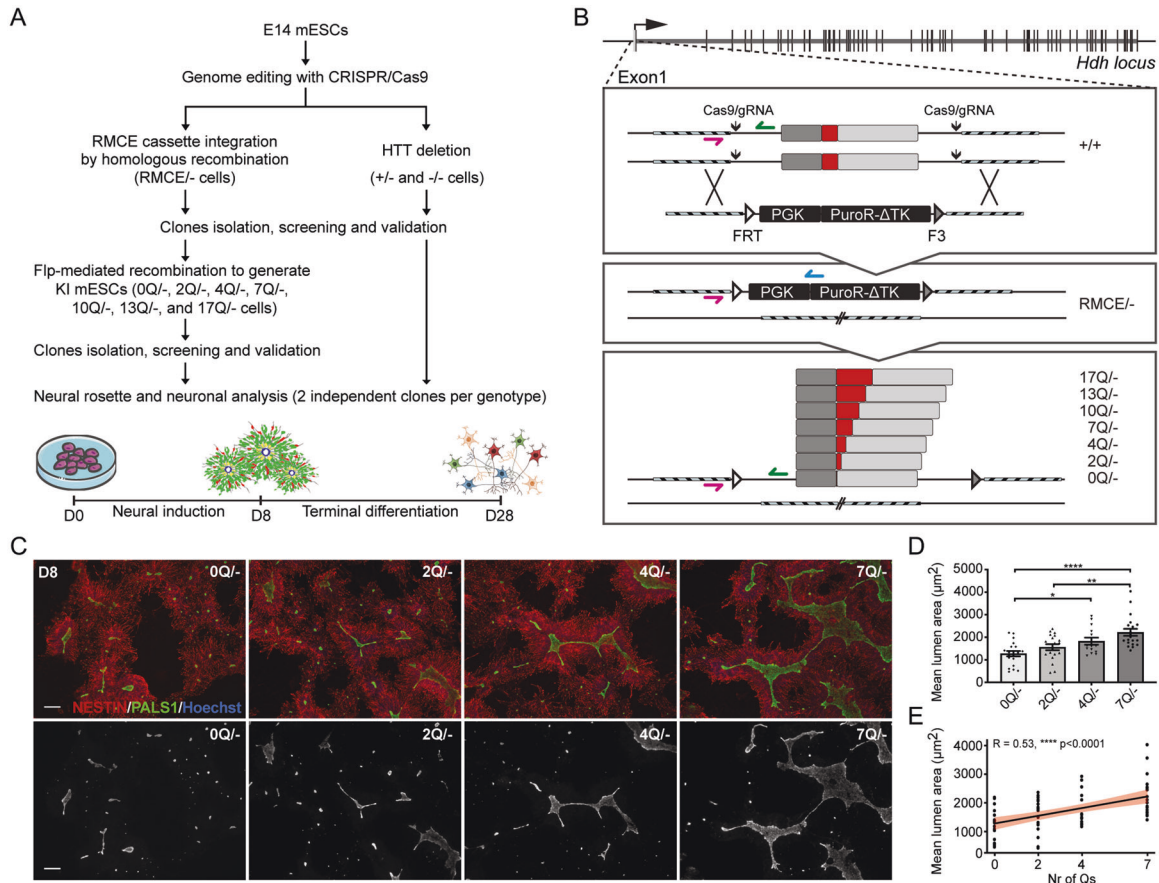 A
E14 mESCs
Genome editing with CRISPR/Cas9
RMCE cassette integration
by homologous recombination
(RMCE/- cells)
HTT deletion
(+/- and -/- cells)
Clones isolation, screening and validation
Flp-mediated recombination to generate
KI mESCs (0Q/-, 2Q/-, 4Q/-, 7Q/-,
10Q/-, 13Q/-, and 17Q/- cells)
Clones isolation, screening and validation
Neural rosette and neuronal analysis (2 independent clones per genotype)
D0
Neural induction
D8
Terminal differentiation
D28
B
Hdh locus
Exon1
Cas9/gRNA
Cas9/gRNA
+/+
PGK
PuroR-ΔTK
FRT
F3
PGK
PuroR-ΔTK
RMCE/-
17Q/-
13Q/-
10Q/-
7Q/-
4Q/-
2Q/-
0Q/-
C
D8
0Q/-
2Q/-
4Q/-
7Q/-
NESTIN/PALS1/Hoechst
0Q/-
2Q/-
4Q/-
7Q/-
D
Mean lumen area (µm²)
5000
4000
3000
2000
1000
0
****
**
*
0Q/-
2Q/-
4Q/-
7Q/-
E
Mean lumen area (µm²)
R = 0.53, **** p<0.0001
4000
3000
2000
1000
0
0
2
4
7
Nr of Qs